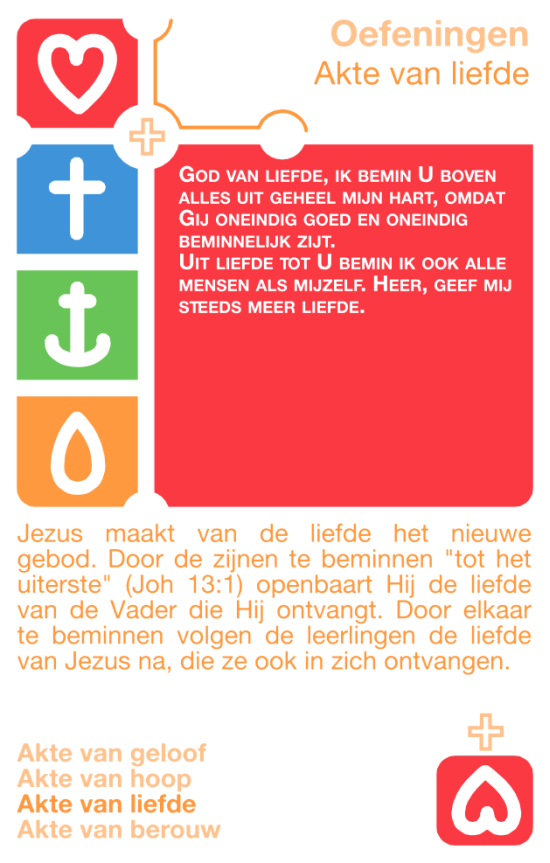 Oefeningen
Akte van liefde
God van liefde, ik bemin U boven
alles uit geheel mijn hart, omdat
Gij oneindig goed en oneindig
beminnelijk zijt.
Uit liefde tot U bemin ik ook alle
mensen als mijzelf. Heer, geef mij
steeds meer liefde.
Jezus maakt van de liefde het nieuwe
gebod. Door de zijnen te beminnen "tot het
uiterste" (Joh 13:1) openbaart Hij de liefde
van de Vader die Hij ontvangt. Door elkaar
te beminnen volgen de leerlingen de liefde
van Jezus na, die ze ook in zich ontvangen.
Akte van geloof
Akte van hoop
Akte van liefde
Akte van berouw